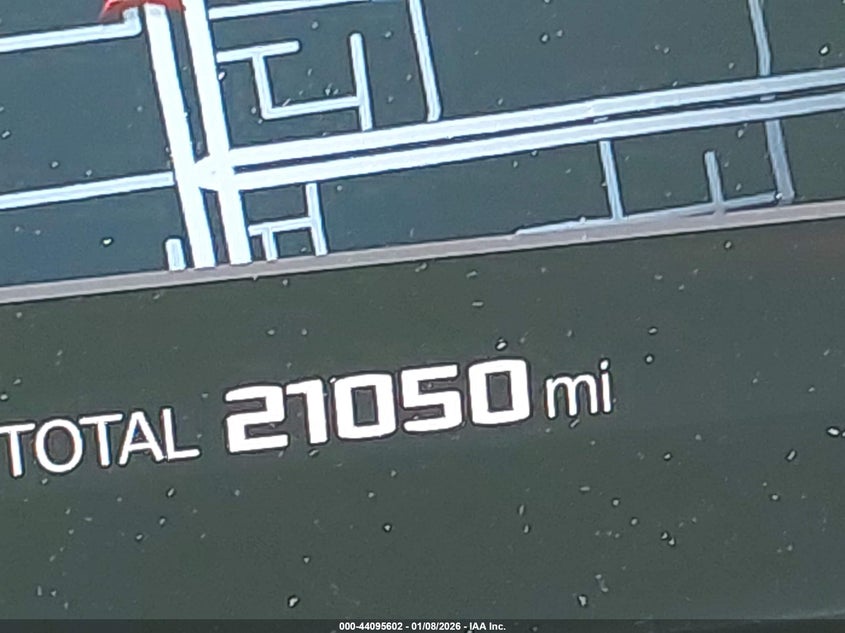 TOTAL 21050 mi
000-44095602 - 01/08/2026 - IAA Inc.